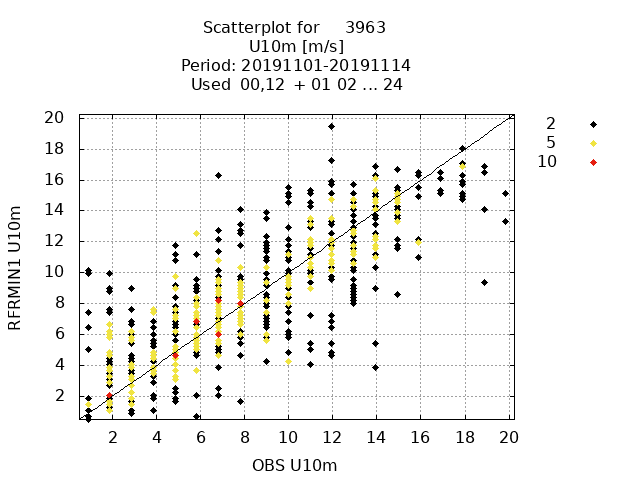 Scatterplot for 3963
U10m [m/s]
Period: 20191101-20191114
Used 00,12 + 01 02 ... 24
20
18
16
14
12
10
8
6
4
2
RFRMIN1 U10m
2 4 6 8 10 12 14 16 18 20
OBS U10m
2
5
10